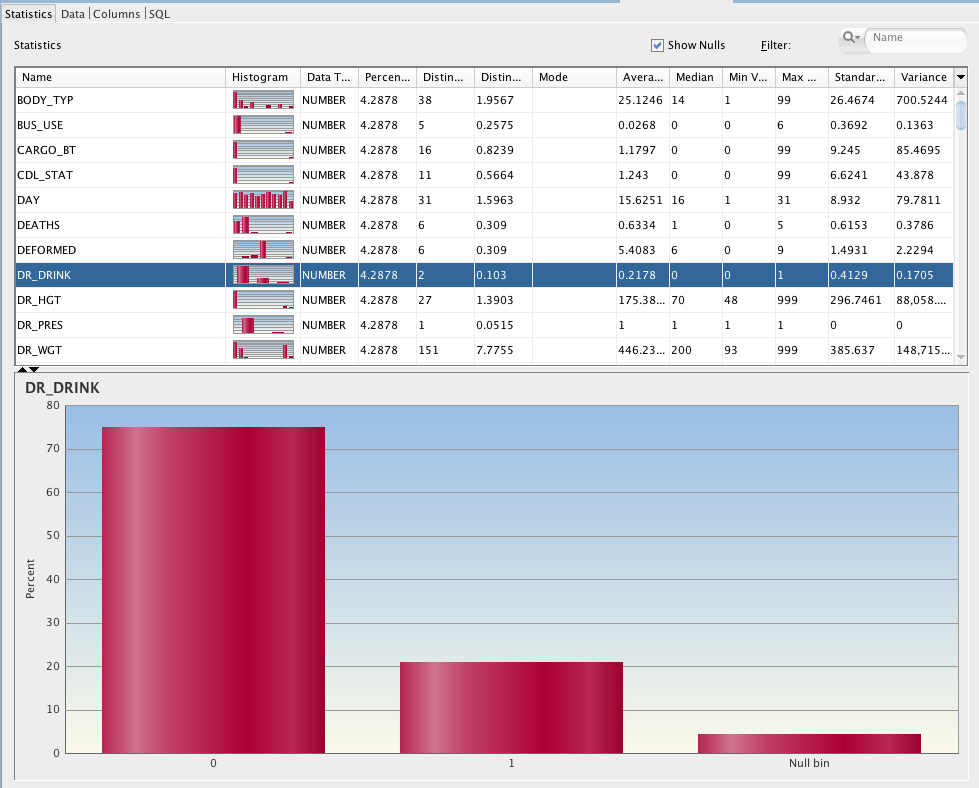 Statistics Data Columns SQL
Statistics Show Nulls Filter: Name
Name Histogram Data T... Percen... Distin... Distin... Mode Avera... Median Min V... Max ... Standar... Variance
BODY_TYP NUMBER 4.2878 38 1.9567 25.1246 14 1 99 26.4674 700.5244
BUS_USE NUMBER 4.2878 5 0.2575 0.0268 0 0 6 0.3692 0.1363
CARGO_BT NUMBER 4.2878 16 0.8239 1.1797 0 0 99 9.245 85.4695
CDL_STAT NUMBER 4.2878 11 0.5664 1.243 0 0 99 6.6241 43.878
DAY NUMBER 4.2878 31 1.5963 15.6251 16 1 31 8.932 79.7811
DEATHS NUMBER 4.2878 6 0.309 0.6334 1 0 5 0.6153 0.3786
DEFORMED NUMBER 4.2878 6 0.309 5.4083 6 0 9 1.4931 2.2294
DR_DRINK NUMBER 4.2878 2 0.103 0.2178 0 0 1 0.4129 0.1705
DR_HGT NUMBER 4.2878 27 1.3903 175.38... 70 48 999 296.7461 88,058....
DR_PRES NUMBER 4.2878 1 0.0515 1 1 1 1 0 0
DR_WGT NUMBER 4.2878 151 7.7755 446.23... 200 93 999 385.637 148,715...
DR_DRINK
80
70
60
50
40
30
20
10
0
Percent
0 1 Null bin